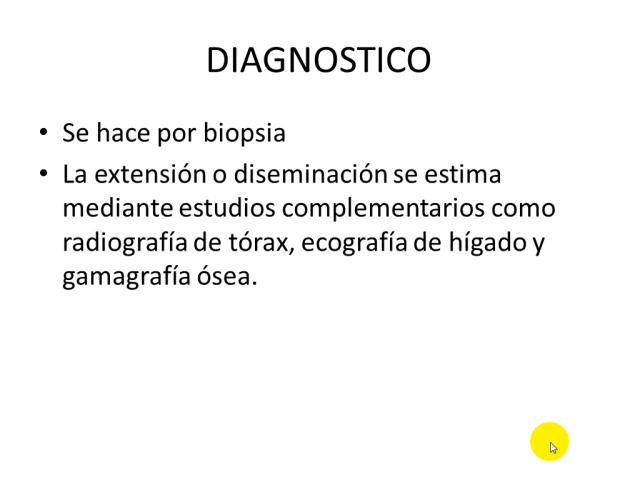 DIAGNOSTICO
• Se hace por biopsia
• La extensión o diseminación se estima
mediante estudios complementarios como
radiografía de tórax, ecografía de hígado y
gamagrafía ósea.